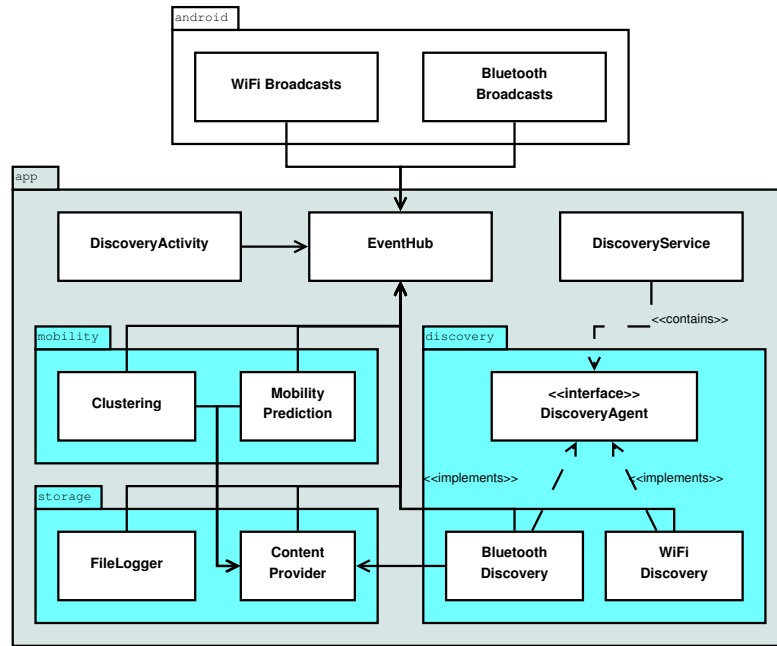 android
WiFi Broadcasts
Bluetooth
Broadcasts
app
DiscoveryActivity
EventHub
DiscoveryService
<<contains>>
mobility
Clustering
Mobility
Prediction
discovery
<<interface>>
DiscoveryAgent
<<implements>>
<<implements>>
storage
FileLogger
Content
Provider
Bluetooth
Discovery
WiFi
Discovery